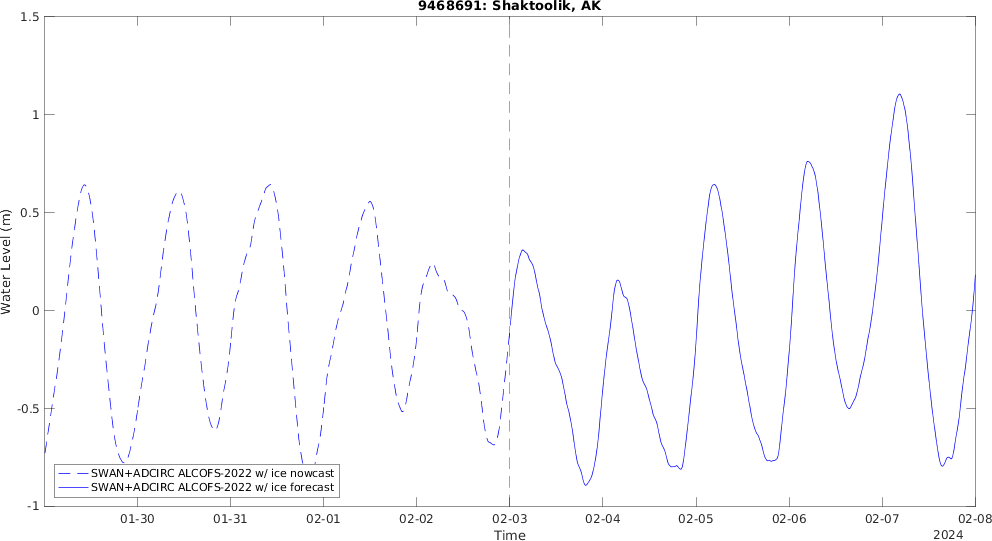 9468691: Shaktoolik, AK
1.5
1
0.5
0
-0.5
-1
Water Level (m)
SWAN+ADCIRC ALCOFS-2022 w/ ice nowcast
SWAN+ADCIRC ALCOFS-2022 w/ ice forecast
01-30 01-31 02-01 02-02 02-03 02-04 02-05 02-06 02-07 02-08
Time
2024